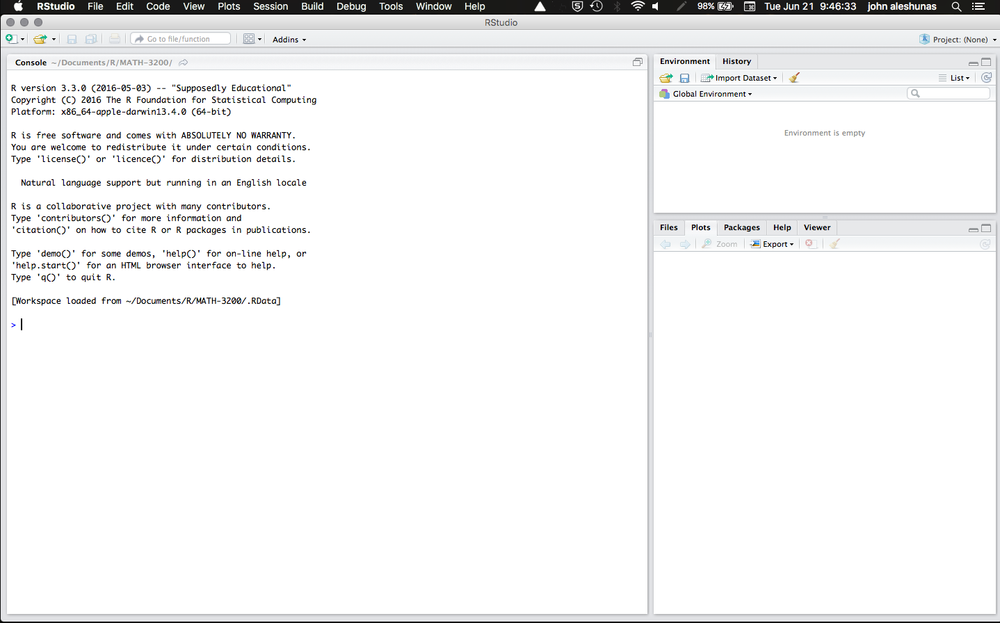 RStudio File Edit Code View Plots Session Build Debug Tools Window Help 98% Tue Jun 21 9:46:33 john aleshunas
RStudio
Go to file/function Addins Project: (None)
Console ~/Documents/R/MATH-3200/
R version 3.3.0 (2016-05-03) -- "Supposedly Educational"
Copyright (C) 2016 The R Foundation for Statistical Computing
Platform: x86_64-apple-darwin13.4.0 (64-bit)
R is free software and comes with ABSOLUTELY NO WARRANTY.
You are welcome to redistribute it under certain conditions.
Type 'license()' or 'licence()' for distribution details.
Natural language support but running in an English locale
R is a collaborative project with many contributors.
Type 'contributors()' for more information and
'citation()' on how to cite R or R packages in publications.
Type 'demo()' for some demos, 'help()' for on-line help, or
'help.start()' for an HTML browser interface to help.
Type 'q()' to quit R.
[Workspace loaded from ~/Documents/R/MATH-3200/.RData]
>
Environment History
Import Dataset List
Global Environment
Environment is empty
Files Plots Packages Help Viewer
Zoom Export